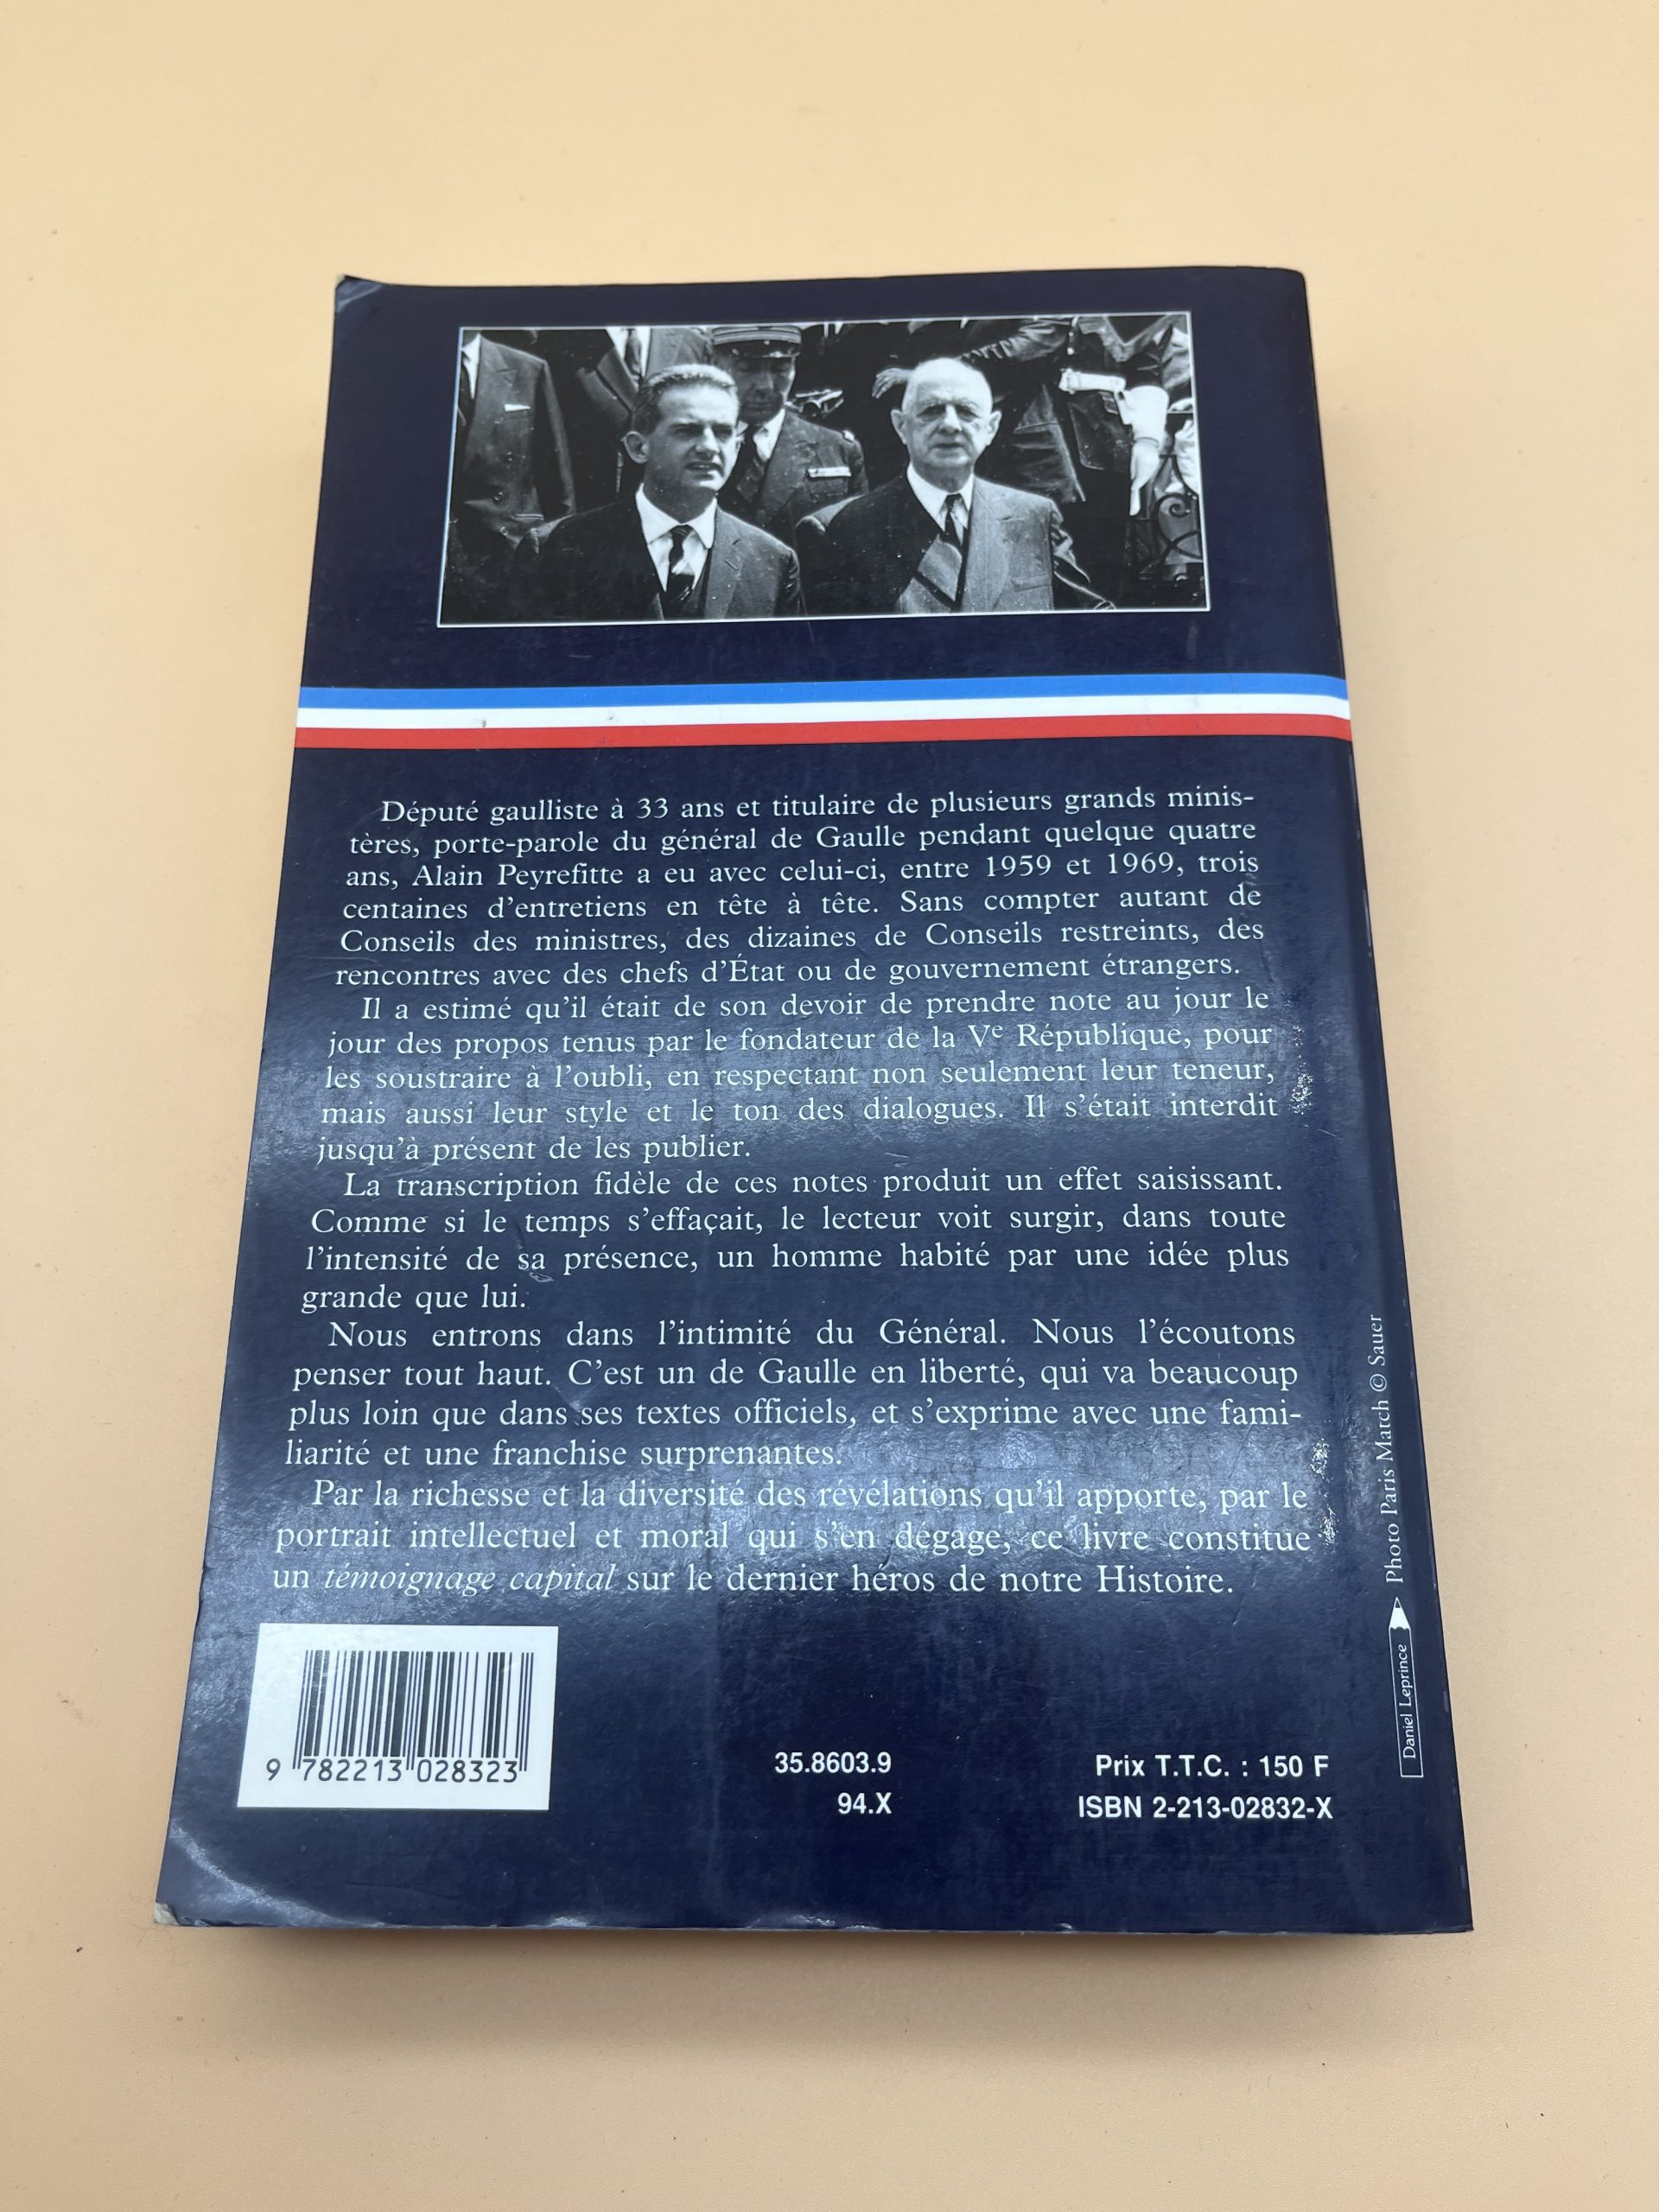 Député gaulliste à 33 ans et titulaire de plusieurs grands minis-
tères, porte-parole du général de Gaulle pendant quelque quatre
ans, Alain Peyrefitte a eu avec celui-ci, entre 1959 et 1969, trois
centaines d'entretiens en tête à tête. Sans compter autant de
Conseils des ministres, des dizaines de Conseils restreints, des
rencontres avec des chefs d'État ou de gouvernement étrangers.
Il a estimé qu'il était de son devoir de prendre note au jour le
jour des propos tenus par le fondateur de la Ve République, pour
les soustraire à l'oubli, en respectant non seulement leur teneur,
mais aussi leur style et le ton des dialogues. Il s'était interdit
jusqu'à présent de les publier.
La transcription fidèle de ces notes produit un effet saisissant.
Comme si le temps s'effaçait, le lecteur voit surgir, dans toute
l'intensité de sa présence, un homme habité par une idée plus
grande que lui.
Nous entrons dans l'intimité du Général. Nous l'écoutons
penser tout haut. C'est un de Gaulle en liberté, qui va beaucoup
plus loin que dans ses textes officiels, et s'exprime avec une fami-
liarité et une franchise surprenantes.
Par la richesse et la diversité des révélations qu'il apporte, par le
portrait intellectuel et moral qui s'en dégage, ce livre constitue
un témoignage capital sur le dernier héros de notre Histoire.
9 782213 028323
35.8603.9
94.X
Prix T.T.C. : 150 F
ISBN 2-213-02832-X
Daniel Leprince
Photo Paris Match © Sauer